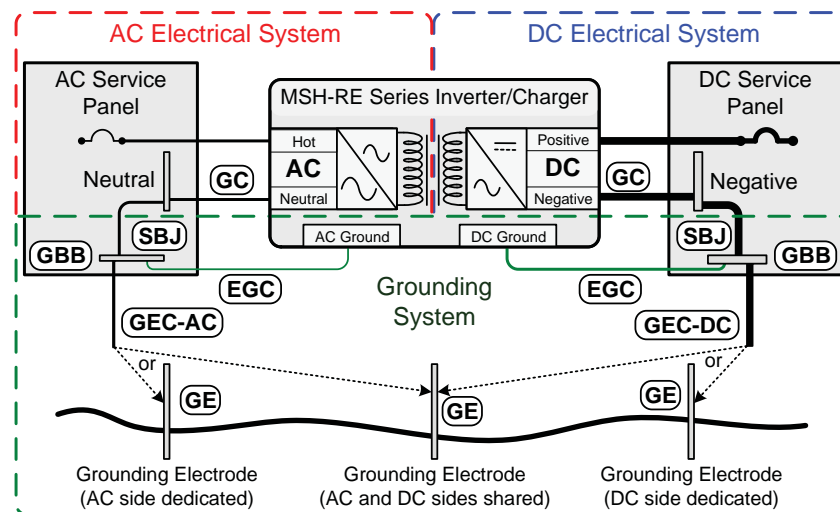 AC Electrical System
DC Electrical System
AC Service
Panel
MSH-RE Series Inverter/Charger
DC Service
Panel
Hot
AC
Neutral
Positive
DC
Negative
Neutral
GC
GC
Negative
SBJ
AC Ground
DC Ground
SBJ
GBB
GBB
EGC
Grounding
System
EGC
GEC-AC
GEC-DC
or
or
GE
GE
GE
Grounding Electrode
(AC side dedicated)
Grounding Electrode
(AC and DC sides shared)
Grounding Electrode
(DC side dedicated)